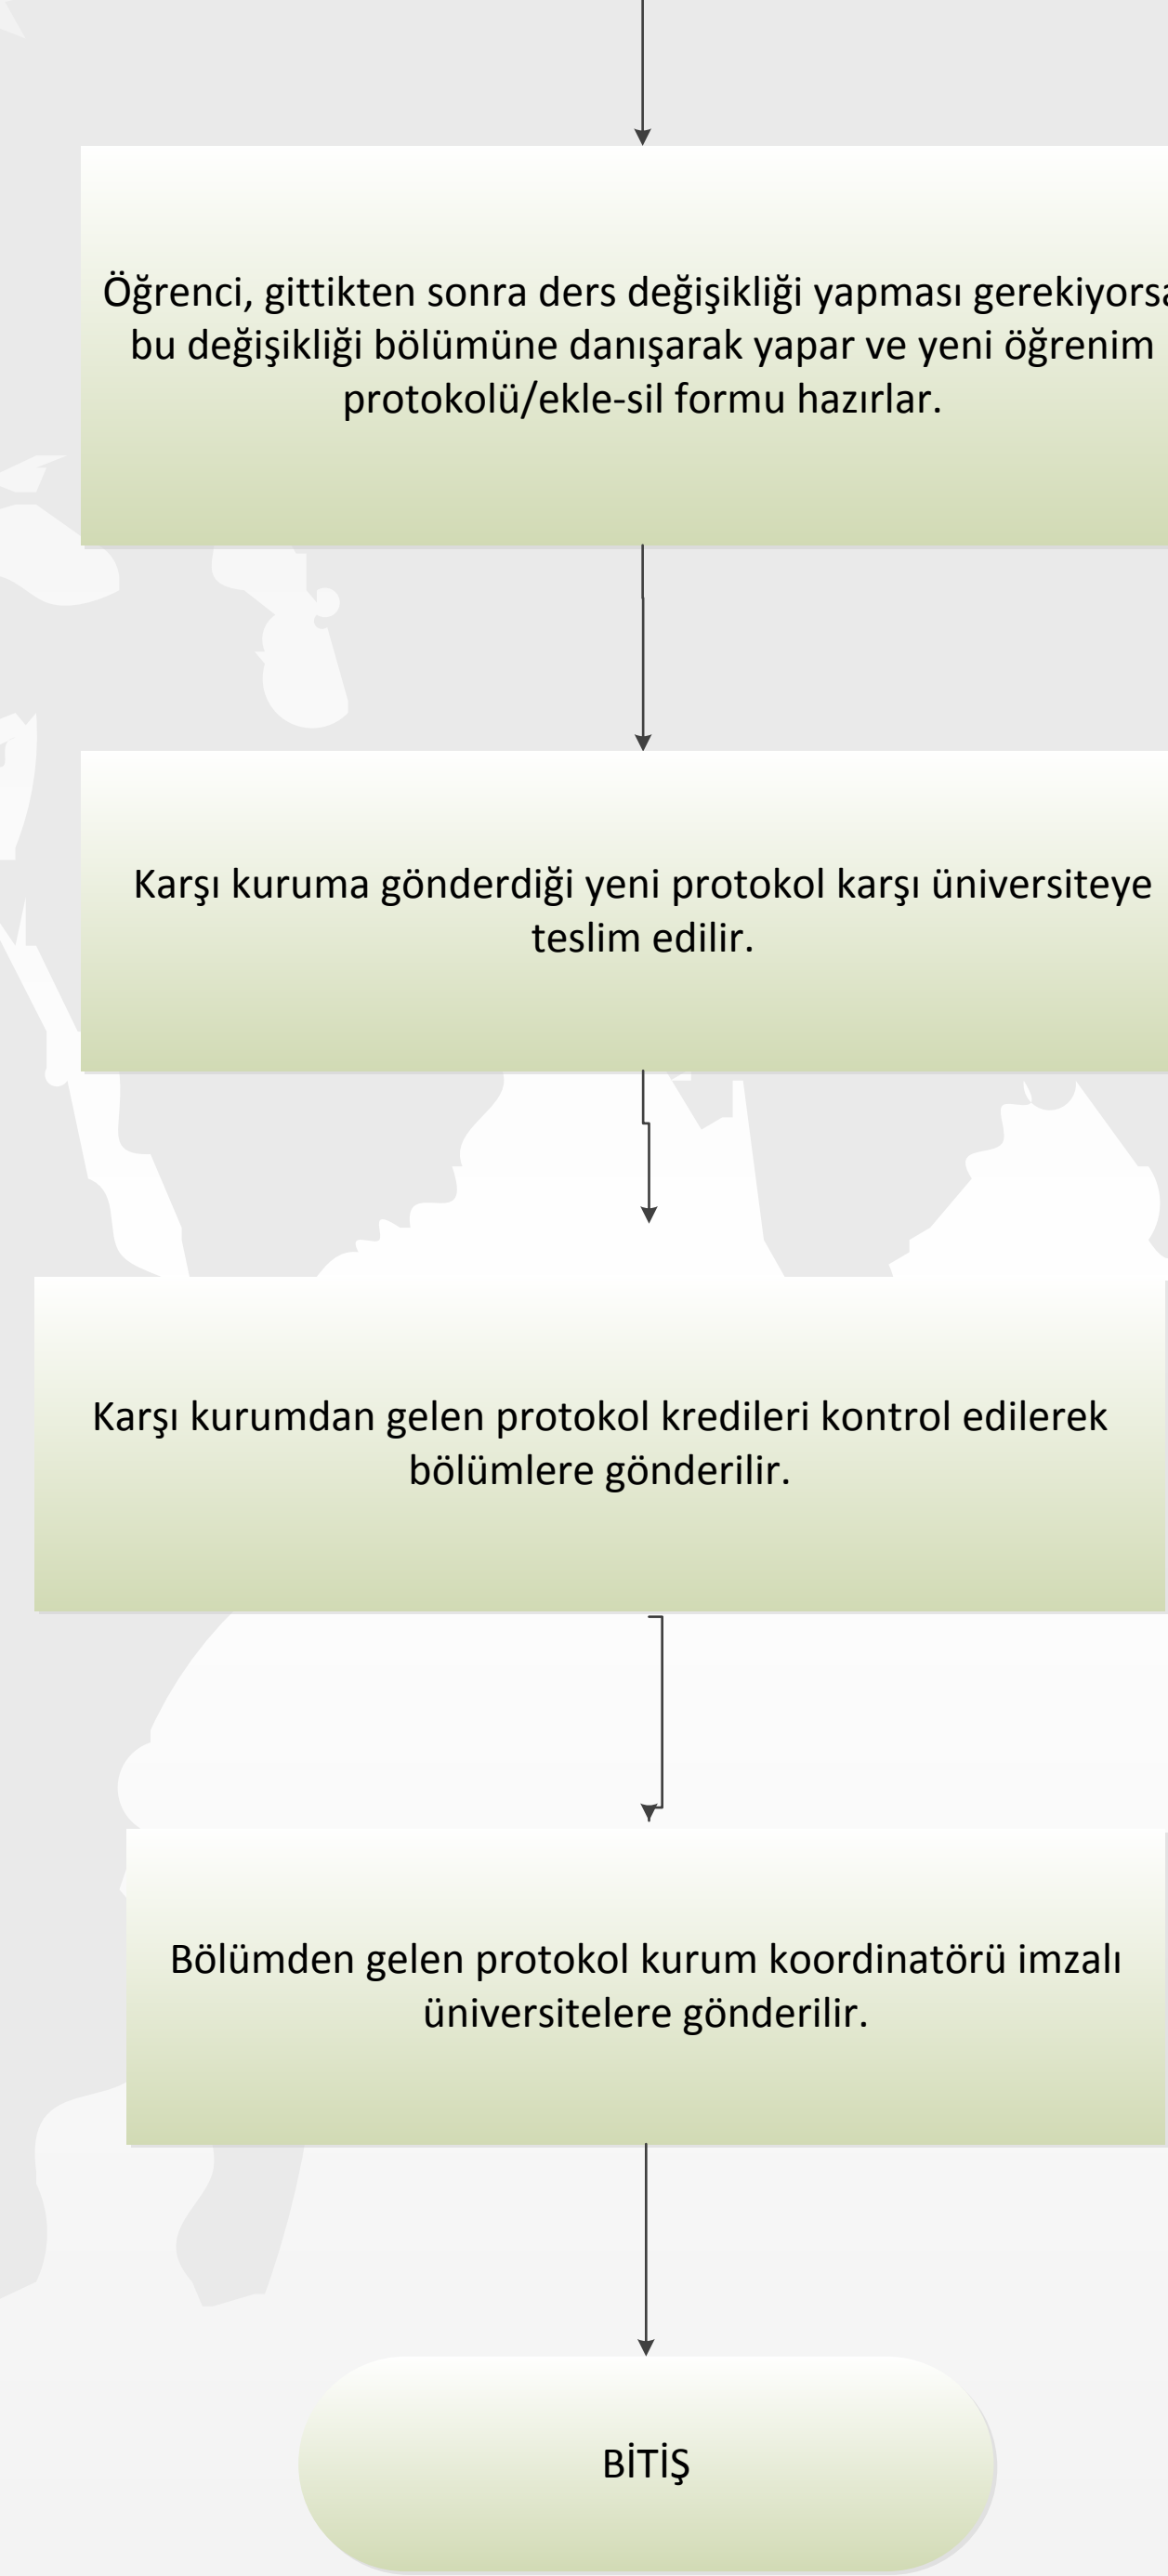 Öğrenci, gittikten sonra ders değişikliği yapması gerekiyorsa
bu değişikliği bölümüne danışarak yapar ve yeni öğrenim
protokolü/ekle-sil formu hazırlar.
Karşı kuruma gönderdiği yeni protokol karşı üniversiteye
teslim edilir.
Karşı kurumdan gelen protokol kredileri kontrol edilerek
bölümlere gönderilir.
Bölümden gelen protokol kurum koordinatörü imzalı
üniversitelere gönderilir.
BİTİŞ